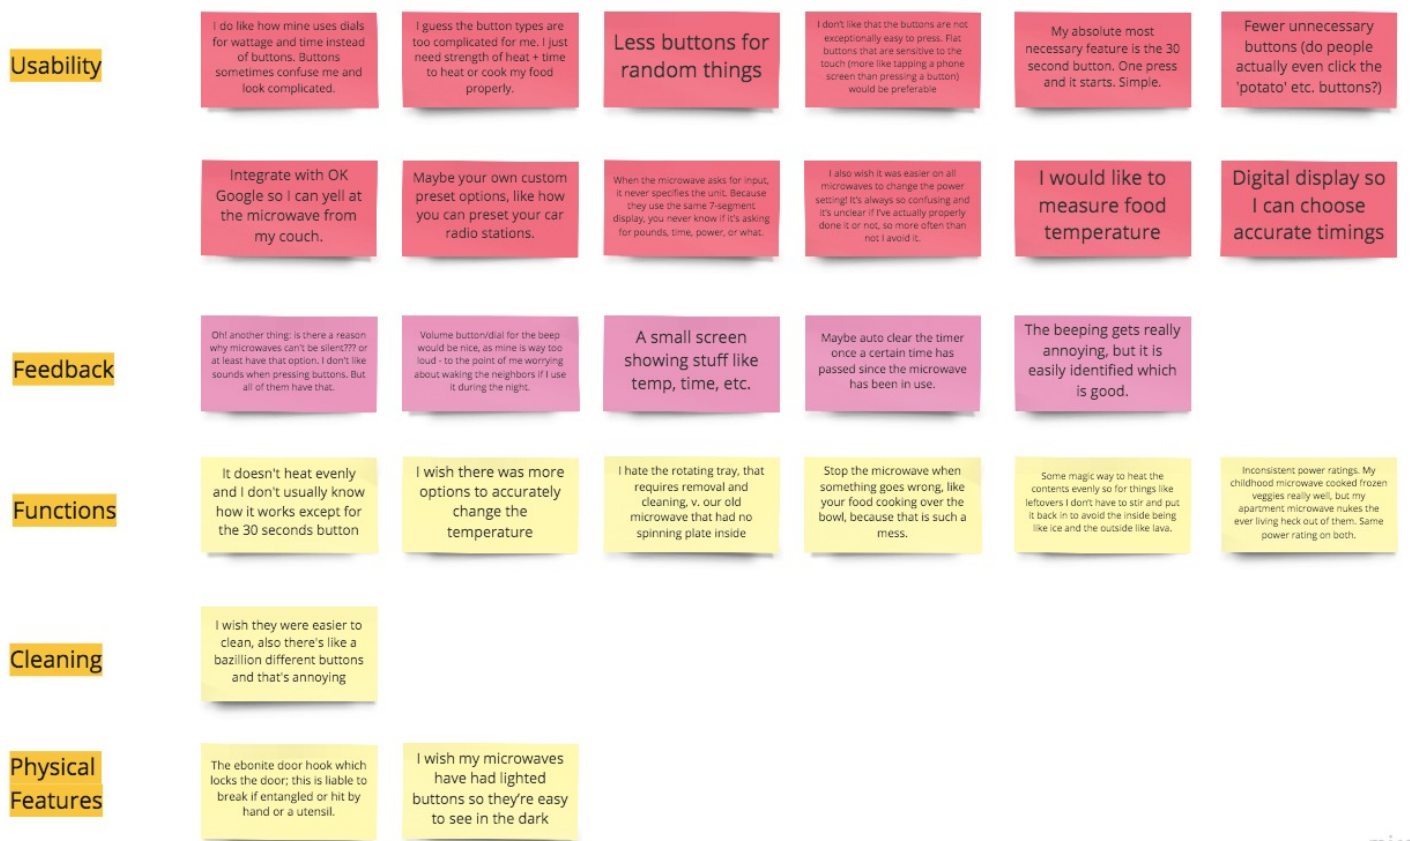 Usability
I do like how mine uses dials
for wattage and time instead
of buttons. Buttons
sometimes confuse me and
look complicated.
I guess the button types are
too complicated for me. I just
need strength of heat + time
to heat or cook my food
properly.
Less buttons for
random things
I don't like that the buttons are not
exceptionally easy to press. Flat
buttons that are sensitive to the
touch (more like tapping a phone
screen than pressing a button)
would be preferable
My absolute most
necessary feature is the 30
second button. One press
and it starts. Simple.
Fewer unnecessary
buttons (do people
actually even click the
'potato' etc. buttons?)
Integrate with OK
Google so I can yell at
the microwave from
my couch.
Maybe your own custom
preset options, like how
you can preset your car
radio stations.
When the microwave asks for input,
it never specifies the unit. Because
they use the same 7-segment
display, you never know if it's asking
for pounds, time, power, or what.
I also wish it was easier on all
microwaves to change the power
setting! It's always so confusing and
it's unclear if I've actually properly
done it or not, so more often than
not I avoid it.
I would like to
measure food
temperature
Digital display so
I can choose
accurate timings
Feedback
Oh! another thing: is there a reason
why microwaves can't be silent??? or
at least have that option. I don't like
sounds when pressing buttons. But
all of them have that.
Volume button/dial for the beep
would be nice, as mine is way too
loud - to the point of me worrying
about waking the neighbors if I use
it during the night.
A small screen
showing stuff like
temp, time, etc.
Maybe auto clear the timer
once a certain time has
passed since the microwave
has been in use.
The beeping gets really
annoying, but it is
easily identified which
is good.
Functions
It doesn't heat evenly
and I don't usually know
how it works except for
the 30 seconds button
I wish there was more
options to accurately
change the
temperature
I hate the rotating tray, that
requires removal and
cleaning, v. our old
microwave that had no
spinning plate inside
Stop the microwave when
something goes wrong, like
your food cooking over the
bowl, because that is such a
mess.
Some magic way to heat the
contents evenly so for things like
leftovers I don't have to stir and put
it back in to avoid the inside being
like ice and the outside like lava.
Inconsistent power ratings. My
childhood microwave cooked frozen
veggies really well, but my
apartment microwave nukes the
ever living heck out of them. Same
power rating on both.
Cleaning
I wish they were easier to
clean, also there's like a
bazillion different buttons
and that's annoying
Physical
Features
The ebonite door hook which
locks the door; this is liable to
break if entangled or hit by
hand or a utensil.
I wish my microwaves
have had lighted
buttons so they're easy
to see in the dark